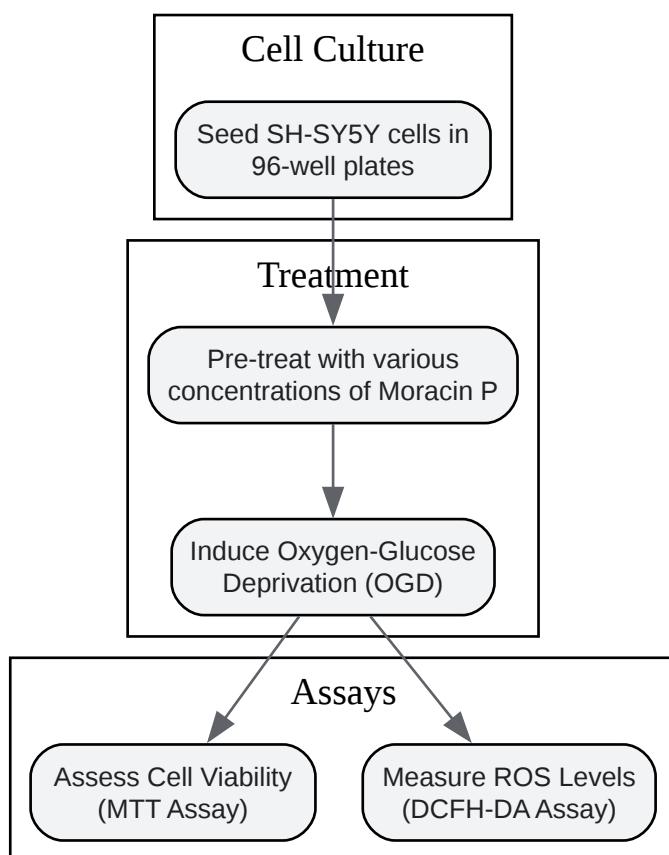 Cell Culture
Seed SH-SY5Y cells in
96-well plates
Treatment
Pre-treat with various
concentrations of Moracin P
Induce Oxygen-Glucose
Deprivation (OGD)
Assays
Assess Cell Viability
(MTT Assay)
Measure ROS Levels
(DCFH-DA Assay)